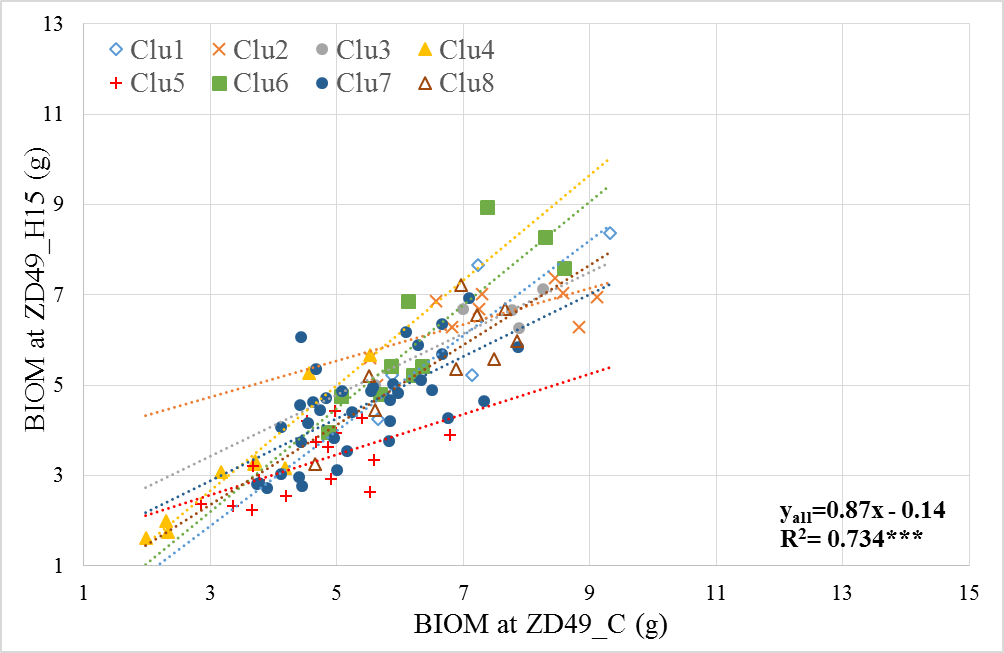 13
11
9
7
5
3
1
BIOM at ZD49_H15 (g)
Clu1 Clu2 Clu3 Clu4
Clu5 Clu6 Clu7 Clu8
yall=0.87x - 0.14
R²= 0.734***
1 3 5 7 9 11 13 15
BIOM at ZD49_C (g)